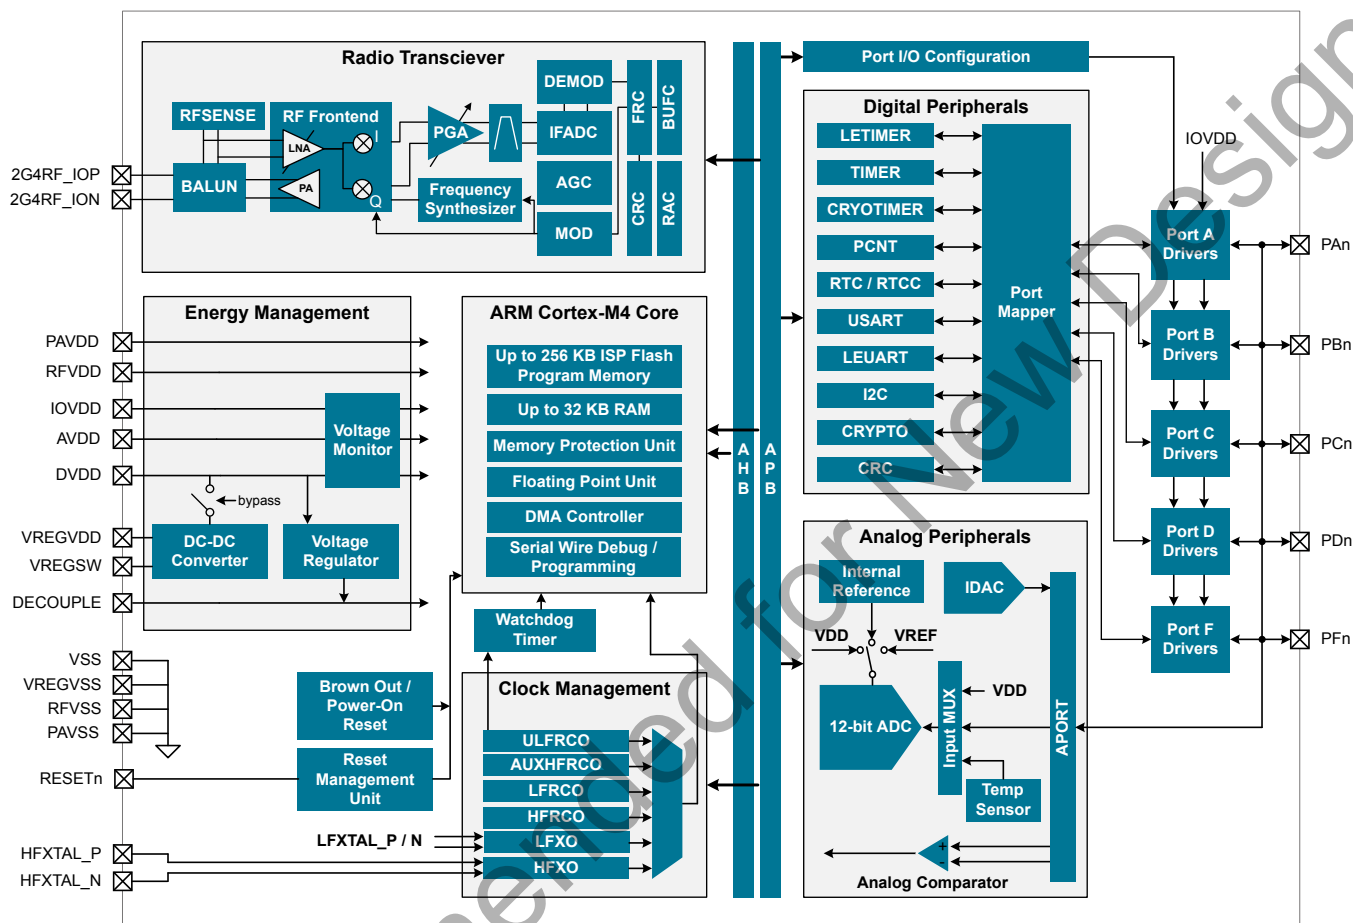 Radio Transciever
RFSENSE
RF Frontend
LNA
I
PA
Q
BALUN
PGA
Frequency
Synthesizer
DEMOD
IFADC
AGC
MOD
FRC
BUFC
CRC
RAC
2G4RF_IOP
2G4RF_ION
Energy Management
PAVDD
RFVDD
IOVDD
AVDD
DVDD
Voltage
Monitor
bypass
VREGVDD
VREGSW
DC-DC
Converter
Voltage
Regulator
DECOUPLE
VSS
VREGVSS
RFVSS
PAVSS
RESETn
HFXTAL_P
HFXTAL_N
Brown Out /
Power-On
Reset
Reset
Management
Unit
ARM Cortex-M4 Core
Up to 256 KB ISP Flash
Program Memory
Up to 32 KB RAM
Memory Protection Unit
Floating Point Unit
DMA Controller
Serial Wire Debug /
Programming
Watchdog
Timer
Clock Management
ULFRCO
AUXHFRCO
LFRCO
HFRCO
LFXO
HFXO
LFXTAL_P / N
AHB
APB
Port I/O Configuration
Digital Peripherals
LETIMER
TIMER
CRYOTIMER
PCNT
RTC / RTCC
USART
LEUART
I2C
CRYPTO
CRC
Port
Mapper
IOVDD
Port A
Drivers
Port B
Drivers
Port C
Drivers
Port D
Drivers
Port F
Drivers
PAn
PBn
PCn
PDn
PFn
Analog Peripherals
Internal
Reference
IDAC
VDD
VREF
12-bit ADC
Input MUX
VDD
Temp
Sensor
APORT
+
-
Analog Comparator
ended for New Design